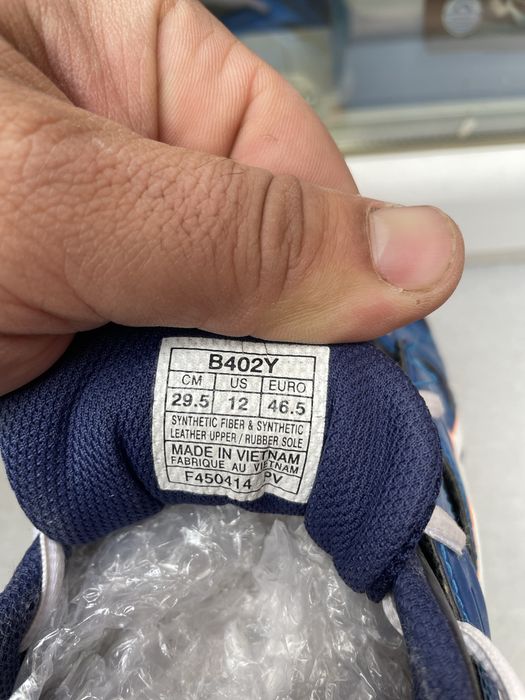 B402Y
CM US EURO
29.5 12 46.5
SYNTHETIC FIBER & SYNTHETIC
LEATHER UPPER / RUBBER SOLE
MADE IN VIETNAM
FABRIQUE AU VIETNAM
F450414 PV